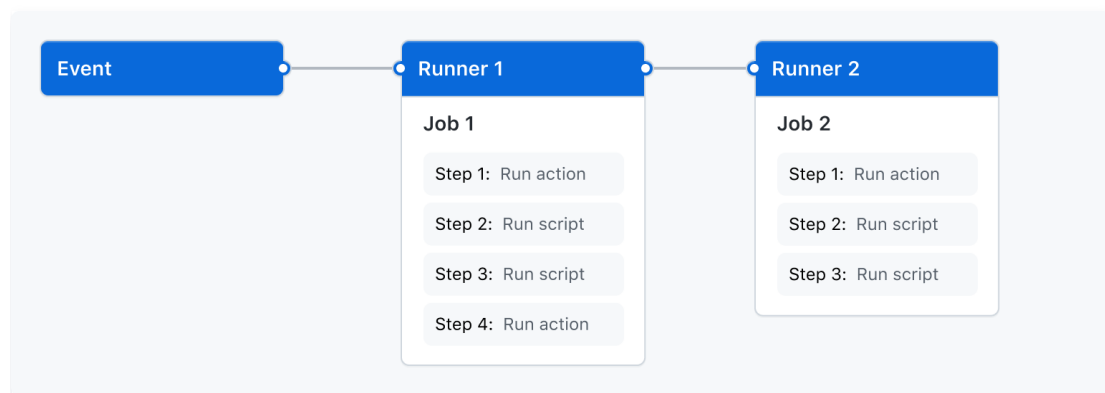 Event
Runner 1
Job 1
Step 1: Run action
Step 2: Run script
Step 3: Run script
Step 4: Run action
Runner 2
Job 2
Step 1: Run action
Step 2: Run script
Step 3: Run script